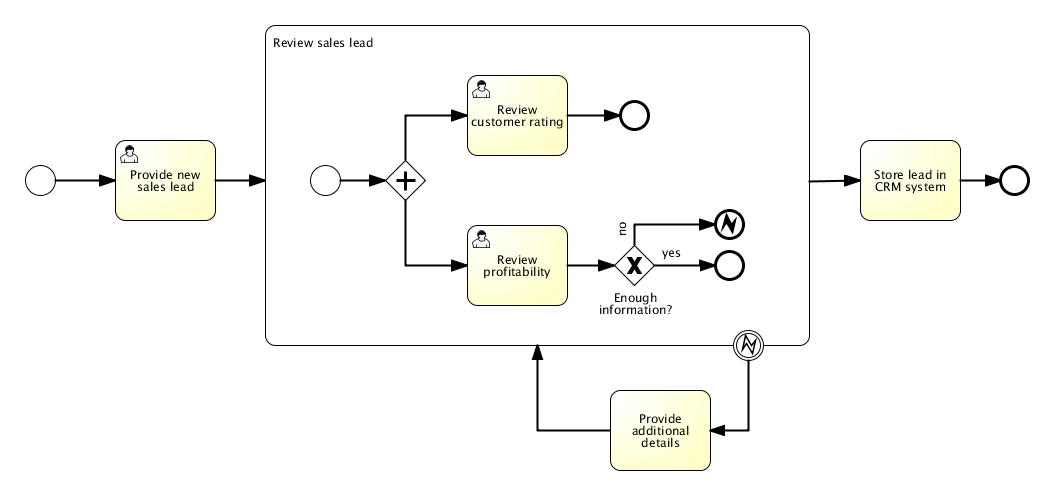 Review sales lead
Review
customer rating
Provide new
sales lead
Store lead in
CRM system
no
yes
Review
profitability
Enough
information?
Provide
additional
details